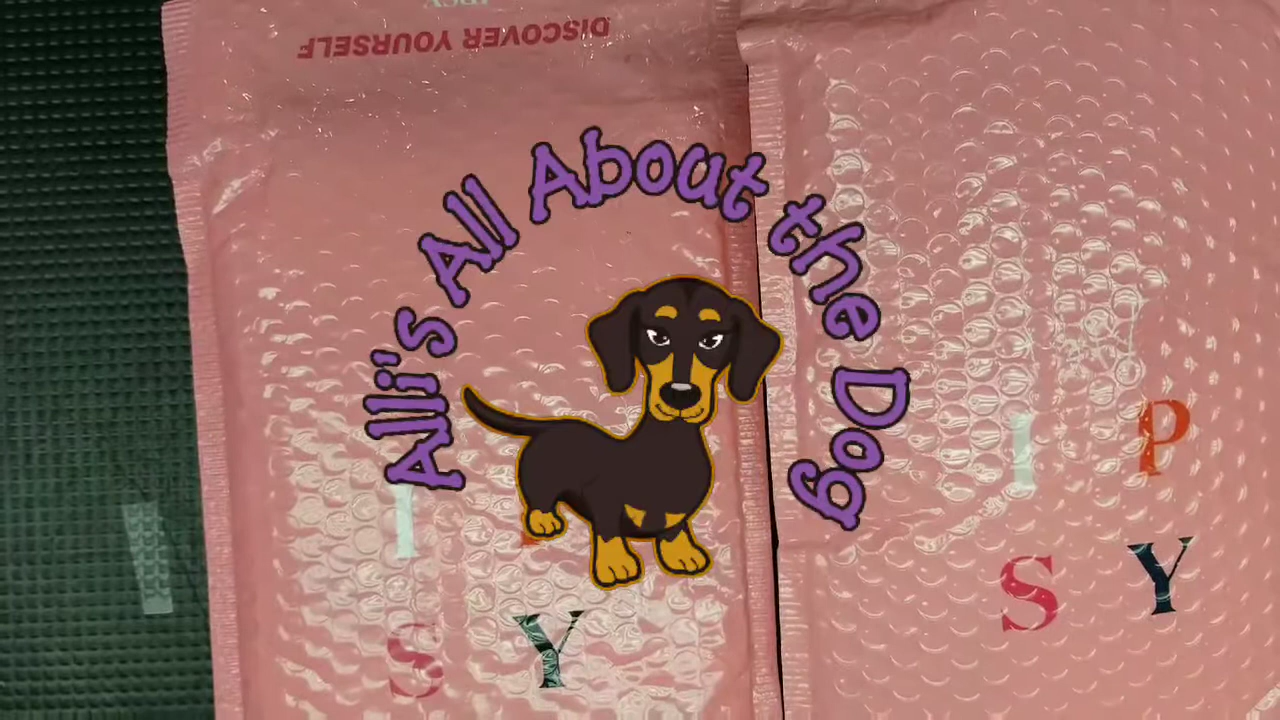 DISCOVER YOURSELF
Alli's All About the Dog
I P
S Y
I
S Y